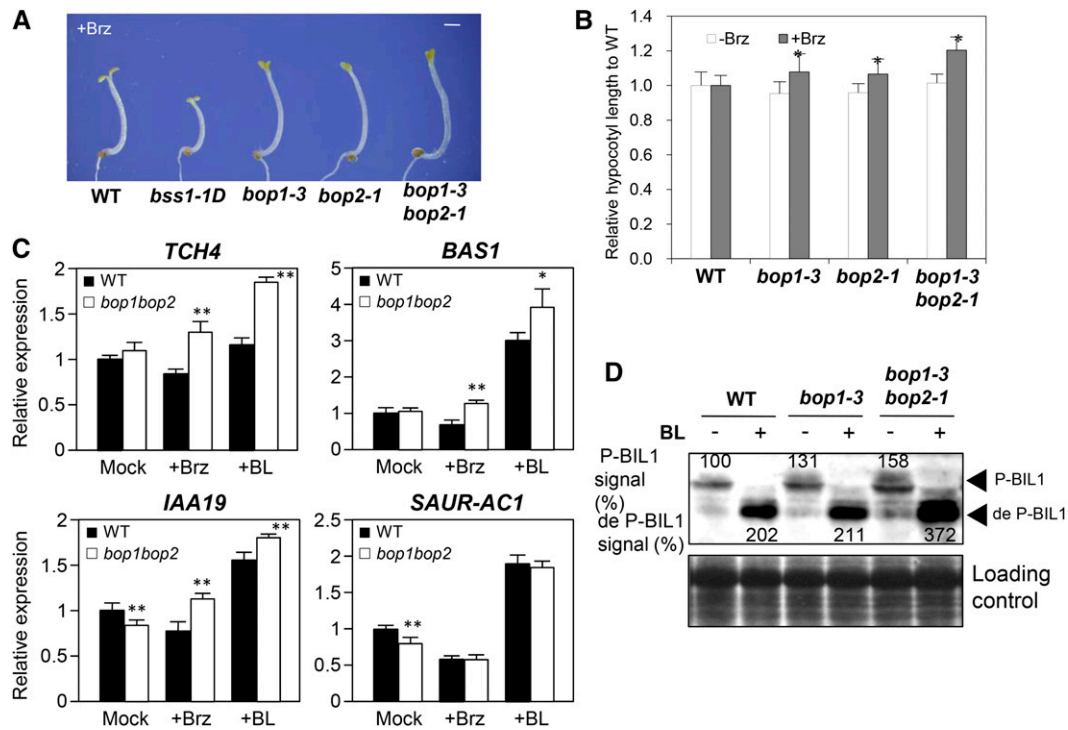 A
+Brz
WT
bss1-1D
bop1-3
bop2-1
bop1-3
bop2-1
B
Relative hypocotyl length to WT
1.4
1.2
1.0
0.8
0.6
0.4
0.2
0.0
-Brz
+Brz
*
*
*
WT
bop1-3
bop2-1
bop1-3
bop2-1
C
TCH4
Relative expression
2
1.5
1
0.5
0
WT
bop1bop2
**
**
Mock
+Brz
+BL
BAS1
5
4
3
2
1
0
WT
bop1bop2
**
*
Mock
+Brz
+BL
IAA19
Relative expression
2
1.5
1
0.5
0
WT
bop1bop2
**
**
**
Mock
+Brz
+BL
SAUR-AC1
2.5
2
1.5
1
0.5
0
WT
bop1bop2
**
Mock
+Brz
+BL
D
WT
bop1-3
bop1-3
bop2-1
BL
- + - + - +
P-BIL1
signal
(%)
de P-BIL1
signal (%)
100
131
158
202
211
372
P-BIL1
de P-BIL1
Loading
control